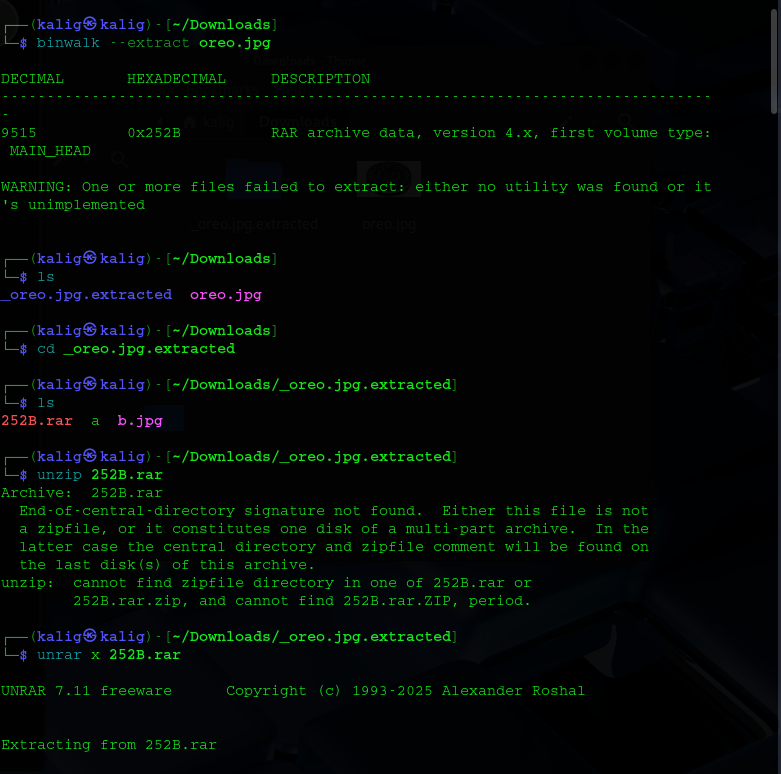 ┌──(kalig㉿kalig)-[~/Downloads]
└─$ binwalk --extract oreo.jpg
DECIMAL       HEXADECIMAL     DESCRIPTION
-------------------------------------------------------------------------------
-
9515          0x252B          RAR archive data, version 4.x, first volume type:
 MAIN_HEAD
WARNING: One or more files failed to extract: either no utility was found or it
's unimplemented
┌──(kalig㉿kalig)-[~/Downloads]
└─$ ls
_oreo.jpg.extracted  oreo.jpg
┌──(kalig㉿kalig)-[~/Downloads]
└─$ cd _oreo.jpg.extracted
┌──(kalig㉿kalig)-[~/Downloads/_oreo.jpg.extracted]
└─$ ls
252B.rar  a  b.jpg
┌──(kalig㉿kalig)-[~/Downloads/_oreo.jpg.extracted]
└─$ unzip 252B.rar
Archive:  252B.rar
  End-of-central-directory signature not found.  Either this file is not
  a zipfile, or it constitutes one disk of a multi-part archive.  In the
  latter case the central directory and zipfile comment will be found on
  the last disk(s) of this archive.
unzip:  cannot find zipfile directory in one of 252B.rar or
        252B.rar.zip, and cannot find 252B.rar.ZIP, period.
┌──(kalig㉿kalig)-[~/Downloads/_oreo.jpg.extracted]
└─$ unrar x 252B.rar
UNRAR 7.11 freeware      Copyright (c) 1993-2025 Alexander Roshal
Extracting from 252B.rar